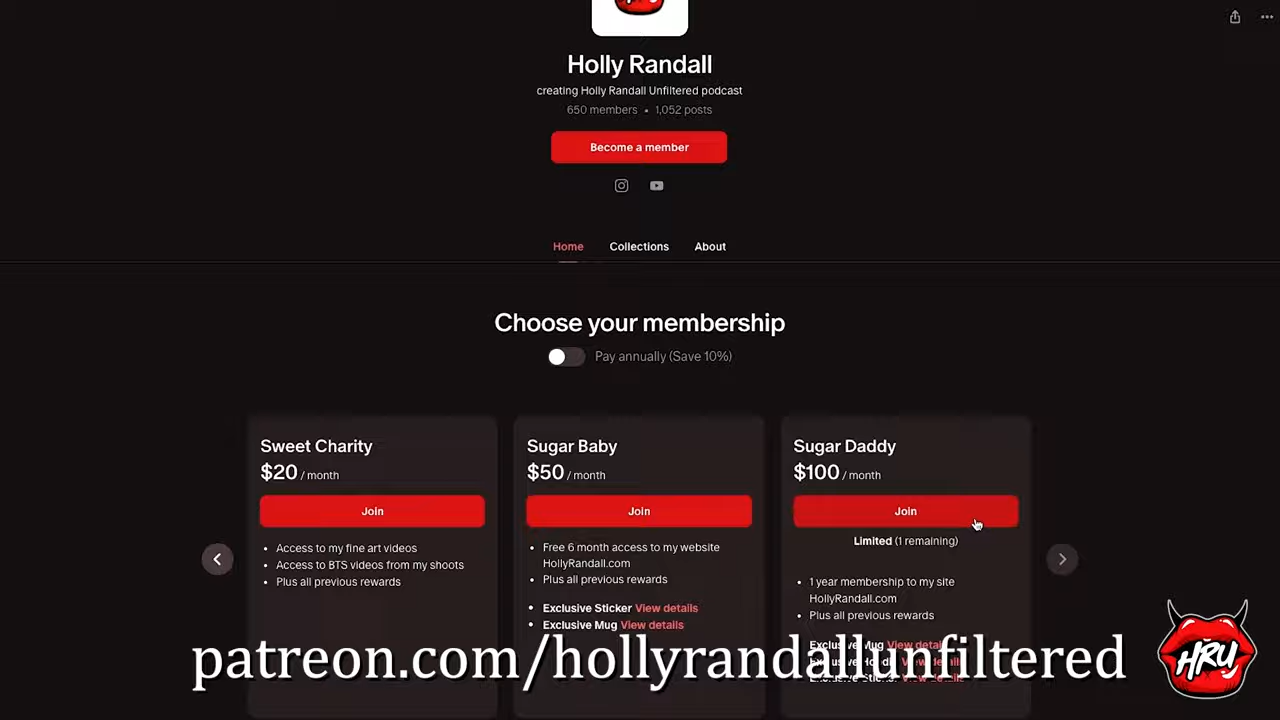 Holly Randall
creating Holly Randall Unfiltered podcast
650 members • 1,052 posts
Become a member
Home Collections About
Choose your membership
Pay annually (Save 10%)
Sweet Charity
$20 / month
Join
• Access to my fine art videos
• Access to BTS videos from my shoots
• Plus all previous rewards
Sugar Baby
$50 / month
Join
• Free 6 month access to my website
HollyRandall.com
• Plus all previous rewards
• Exclusive Sticker View details
• Exclusive Mug View details
Sugar Daddy
$100 / month
Join
Limited (1 remaining)
• 1 year membership to my site
HollyRandall.com
• Plus all previous rewards
Exclusive Mug View details
patreon.com/hollyrandallunfiltered
HRU